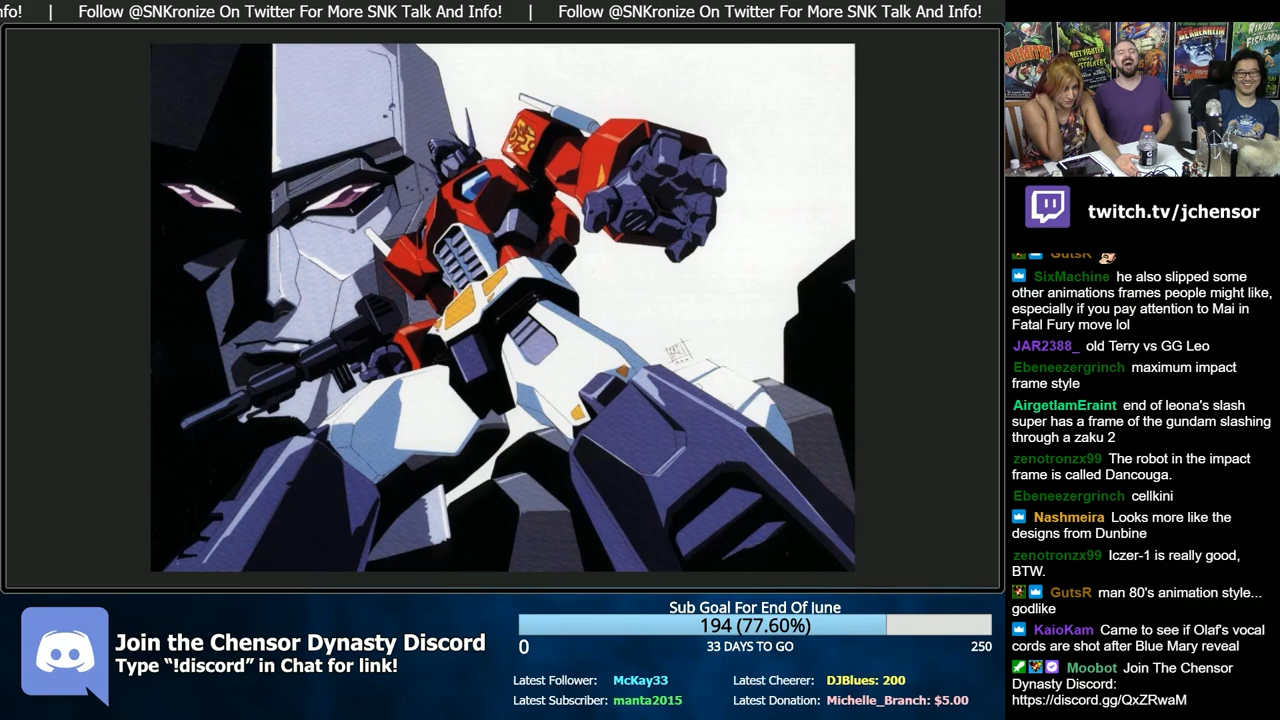 nfo! | Follow @SNKronize On Twitter For More SNK Talk And Info! | Follow @SNKronize On Twitter For More SNK Talk And Info!
twitch.tv/jchensor
GutsR
SixMachine he also slipped some
other animations frames people might like,
especially if you pay attention to Mai in
Fatal Fury move lol
JAR2388_ old Terry vs GG Leo
Ebeneezergrinch maximum impact
frame style
AirgetlamEraint end of leona's slash
super has a frame of the gundam slashing
through a zaku 2
zenotronzx99 The robot in the impact
frame is called Dancouga.
Ebeneezergrinch cellkini
Nashmeira Looks more like the
designs from Dunbine
zenotronzx99 Iczer-1 is really good,
BTW.
GutsR man 80's animation style...
godlike
KaioKam Came to see if Olaf's vocal
cords are shot after Blue Mary reveal
Moobot Join The Chensor
Dynasty Discord:
https://discord.gg/QxZRwaM
Join the Chensor Dynasty Discord
Type “!discord” in Chat for link!
Sub Goal For End Of June
194 (77.60%)
0 33 DAYS TO GO 250
Latest Follower: McKay33 Latest Cheerer: DJBlues: 200
Latest Subscriber: manta2015 Latest Donation: Michelle_Branch: $5.00